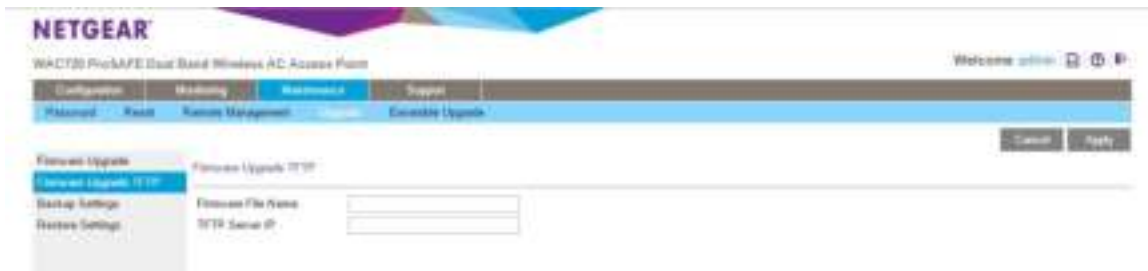 NETGEAR
WAC720 ProSAFE Dual Band Wireless AC Access Point
Welcome admin
Configuration Monitoring Maintenance Support
Password Reset Remote Management Upgrade Ensemble Upgrade
Cancel Apply
Firmware Upgrade
Firmware Upgrade TFTP
Backup Settings
Restore Settings
Firmware Upgrade TFTP
Firmware File Name
TFTP Server IP